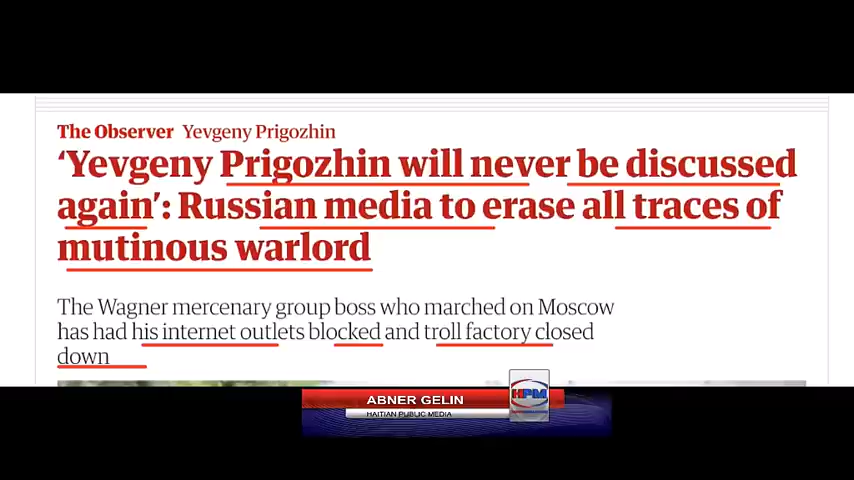 The Observer Yevgeny Prigozhin
‘Yevgeny Prigozhin will never be discussed
again’: Russian media to erase all traces of
mutinous warlord
The Wagner mercenary group boss who marched on Moscow
has had his internet outlets blocked and troll factory closed
down
ABNER GELIN
HAITIAN PUBLIC MEDIA
HPM